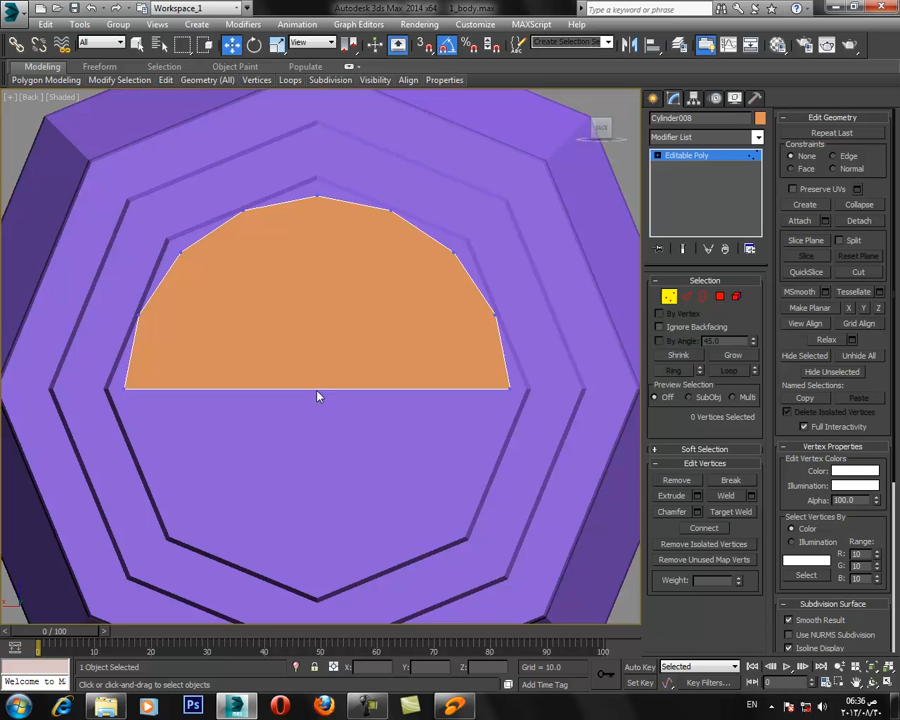 Workspace_1
Autodesk 3ds Max 2014 x64
1_body.max
Type a keyword or phrase
Edit Tools Group Views Create Modifiers Animation Graph Editors Rendering Customize MAXScript Help
All
View
Create Selection Se
Modeling Freeform Selection Object Paint Populate
Polygon Modeling Modify Selection Edit Geometry (All) Vertices Loops Subdivision Visibility Align Properties
[+] [Back] [Shaded]
BACK
Cylinder008
Modifier List
Editable Poly
Selection
By Vertex
Ignore Backfacing
By Angle: 45.0
Shrink Grow
Ring Loop
Preview Selection
Off SubObj Multi
0 Vertices Selected
Soft Selection
Edit Vertices
Remove Break
Extrude Weld
Chamfer Target Weld
Connect
Remove Isolated Vertices
Remove Unused Map Verts
Weight:
Edit Geometry
Repeat Last
Constraints
None Edge
Face Normal
Preserve UVs
Create Collapse
Attach Detach
Slice Plane Split
Slice Reset Plane
QuickSlice Cut
MSmooth Tessellate
Make Planar X Y Z
View Align Grid Align
Relax
Hide Selected Unhide All
Hide Unselected
Named Selections:
Copy Paste
Delete Isolated Vertices
Full Interactivity
Vertex Properties
Edit Vertex Colors
Color:
Illumination:
Alpha: 100.0
Select Vertices By
Color Range:
Illumination R: 10
G: 10
Select B: 10
Subdivision Surface
Smooth Result
Use NURMS Subdivision
Isoline Display
0 / 100
0 10 20 30 40 50 60 70 80 90 100
1 Object Selected
X: Y: Z: Grid = 10.0
Auto Key Selected
Welcome to M
Click or click-and-drag to select objects
Add Time Tag
Set Key Key Filters...
0
EN
06:36 ص
٢٠١٣/٠٨/٢٠